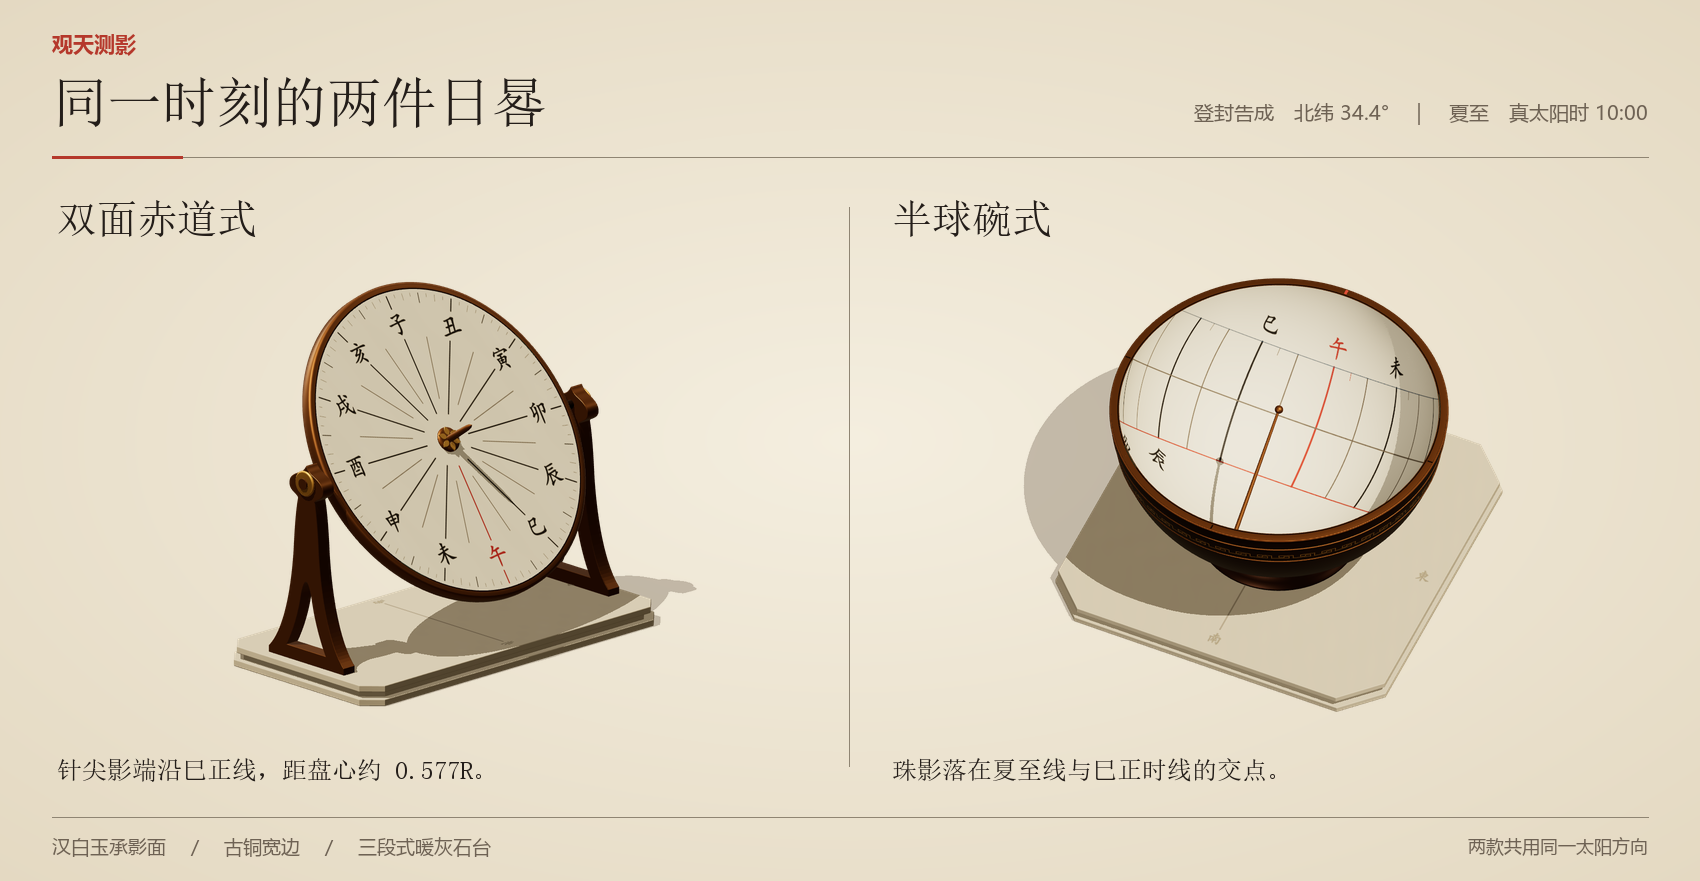 观天测影
同一时刻的两件日晷
登封告成 北纬 34.4° | 夏至 真太阳时 10:00
双面赤道式
子
丑
寅
卯
辰
巳
午
未
申
酉
戌
亥
针尖影端沿巳正线，距盘心约 0.577R。
半球碗式
巳
午
未
辰
东
南
珠影落在夏至线与巳正时线的交点。
汉白玉承影面 / 古铜宽边 / 三段式暖灰石台
两款共用同一太阳方向